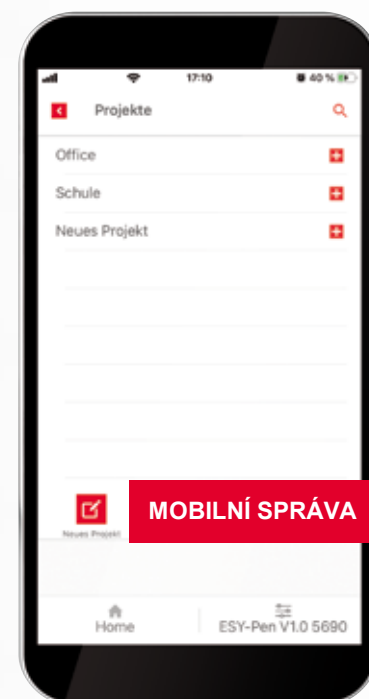 17:10
40 %
Projekte
Office
Schule
Neues Projekt
MOBILNÍ SPRÁVA
Neues Projekt
Home
ESY-Pen V1.0 5690